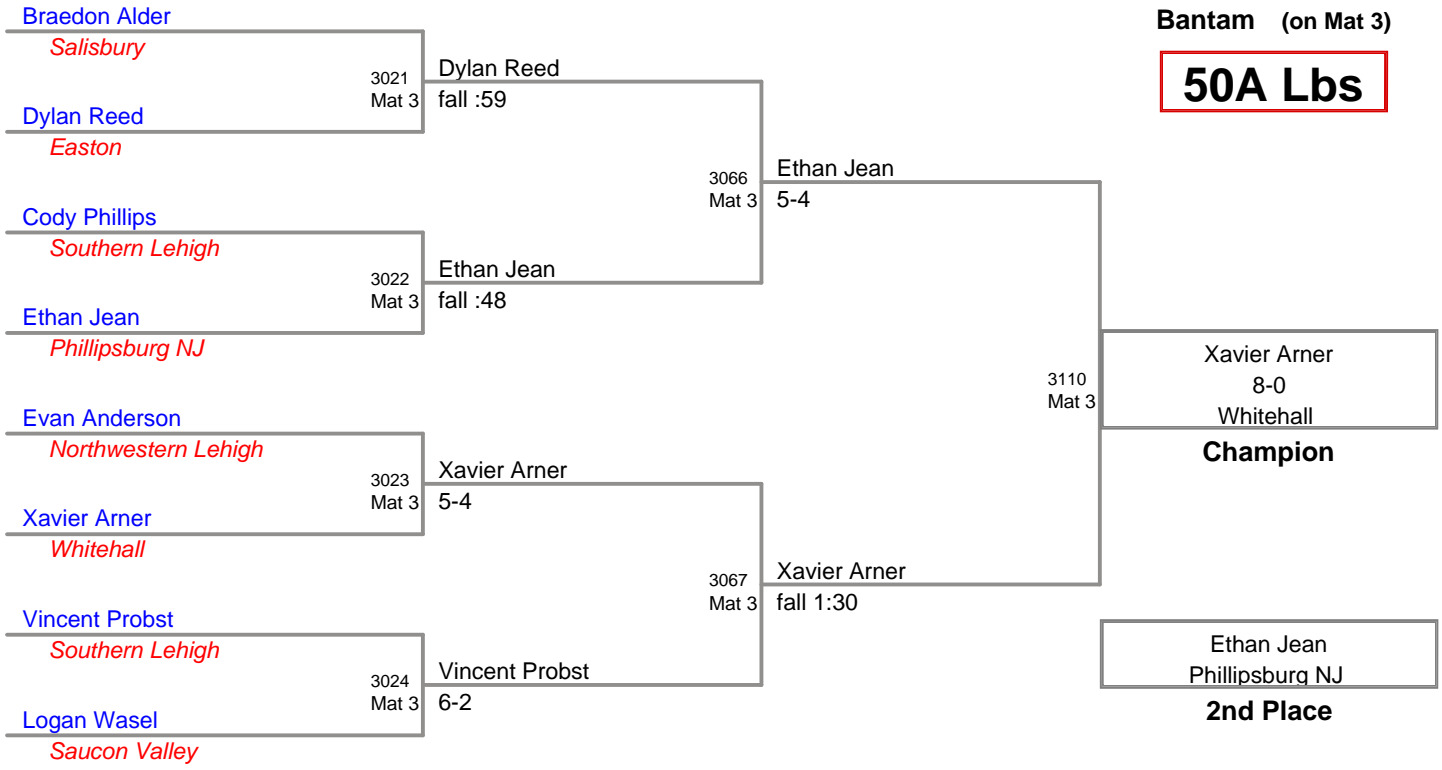 Braedon Alder
Salisbury
3021
Mat 3
Dylan Reed
fall :59
Dylan Reed
Easton
3066
Mat 3
Ethan Jean
5-4
Cody Phillips
Southern Lehigh
3022
Mat 3
Ethan Jean
fall :48
Ethan Jean
Phillipsburg NJ
3110
Mat 3
Evan Anderson
Northwestern Lehigh
3023
Mat 3
Xavier Arner
5-4
Xavier Arner
Whitehall
3067
Mat 3
Xavier Arner
fall 1:30
Vincent Probst
Southern Lehigh
3024
Mat 3
Vincent Probst
6-2
Logan Wasel
Saucon Valley
Bantam (on Mat 3)
50A Lbs
Xavier Arner
8-0
Whitehall
Champion
Ethan Jean
Phillipsburg NJ
2nd Place